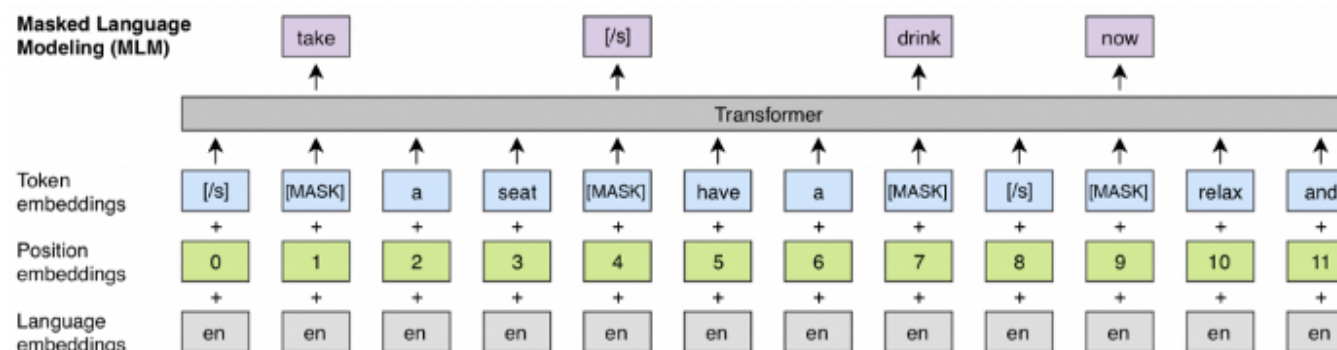 Masked Language
Modeling (MLM)
take [/s] drink now
Transformer
Token
embeddings
[/s] [MASK] a seat [MASK] have a [MASK] [/s] [MASK] relax and
+ + + + + + + + + + + +
Position
embeddings
0 1 2 3 4 5 6 7 8 9 10 11
+ + + + + + + + + + + +
Language
embeddings
en en en en en en en en en en en en